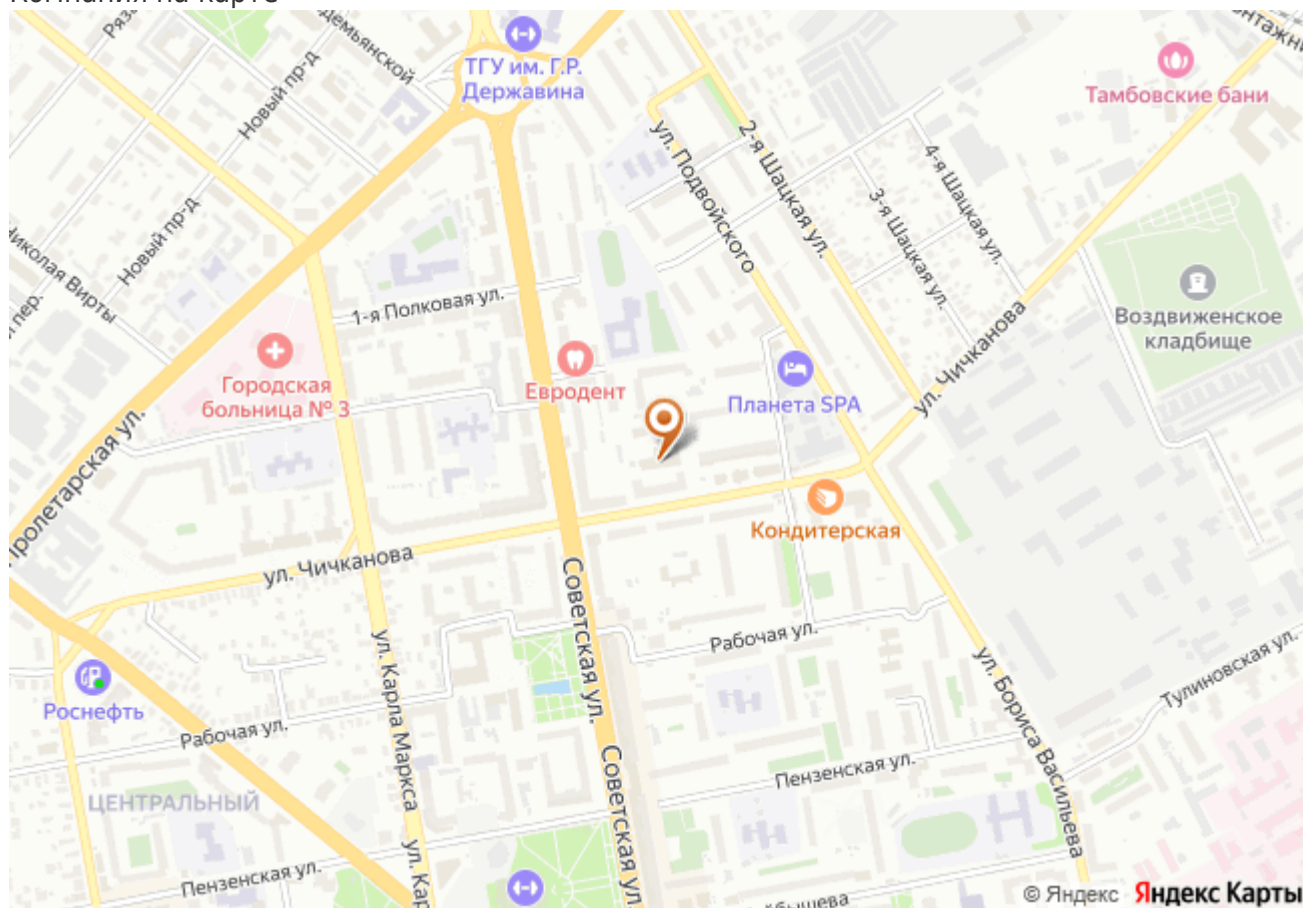 Компания на карте
ТГУ им. Г.Р.
Державина
Тамбовские бани
Новый пр-д
ул. Подвойского
2-я Шацкая ул.
4-я Шацкая ул.
3-я Шацкая ул.
Новый пр-д
1-я Полковая ул.
Воздвиженское
кладбище
Городская
больница № 3
Евродент
Планета SPA
ул. Чичканова
Кондитерская
ул. Чичканова
Советская ул.
Рабочая ул.
ул. Карла Маркса
ул. Бориса Васильева
Тулиновская ул.
Роснефть
Рабочая ул.
Советская ул.
Пензенская ул.
ЦЕНТРАЛЬНЫЙ
Пензенская ул.
© Яндекс Яндекс Карты